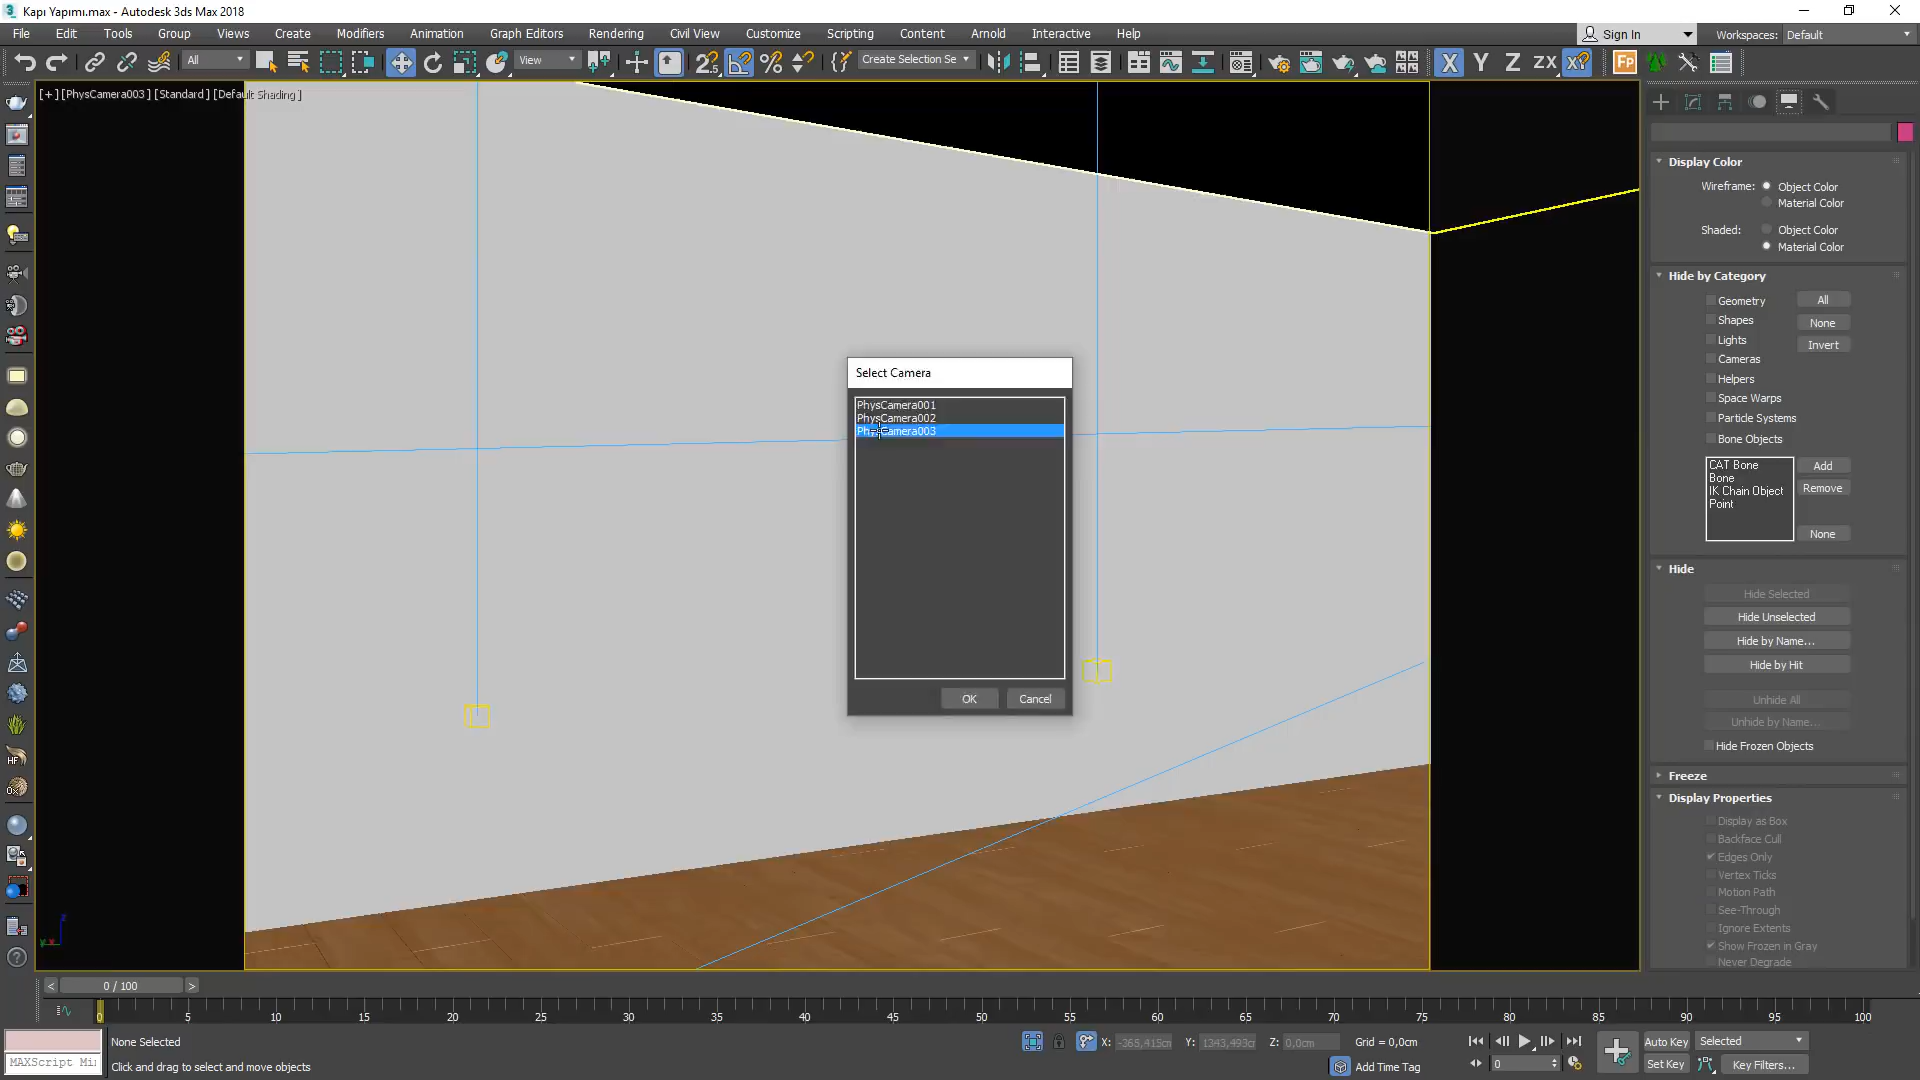 Kapı Yapımı.max - Autodesk 3ds Max 2018
File Edit Tools Group Views Create Modifiers Animation Graph Editors Rendering Civil View Customize Scripting Content Arnold Interactive Help
Sign In Workspaces: Default
All View Create Selection Se X Y Z ZX XY
[+] [PhysCamera003] [Standard] [Default Shading]
Select Camera
PhysCamera001
PhysCamera002
PhysCamera003
OK Cancel
Display Color
Wireframe: Object Color
Material Color
Shaded: Object Color
Material Color
Hide by Category
Geometry All
Shapes None
Lights Invert
Cameras
Helpers
Space Warps
Particle Systems
Bone Objects
CAT Bone Add
Bone
IK Chain Object Remove
Point
None
Hide
Hide Selected
Hide Unselected
Hide by Name...
Hide by Hit
Unhide All
Unhide by Name...
Hide Frozen Objects
Freeze
Display Properties
Display as Box
Backface Cull
Edges Only
Vertex Ticks
Motion Path
See-Through
Ignore Extents
Show Frozen in Gray
Never Degrade
0 / 100
0 5 10 15 20 25 30 35 40 45 50 55 60 65 70 75 80 85 90 95 100
None Selected X: -365,415cm Y: 1343,493cm Z: 0,0cm Grid = 0,0cm Auto Key Selected
MAXScript Mi Click and drag to select and move objects Add Time Tag 0 Set Key Key Filters...